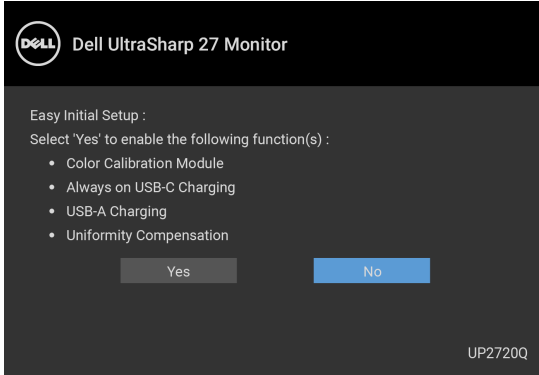 DELL
Dell UltraSharp 27 Monitor
Easy Initial Setup :
Select 'Yes' to enable the following function(s) :
• Color Calibration Module
• Always on USB-C Charging
• USB-A Charging
• Uniformity Compensation
Yes No
UP2720Q